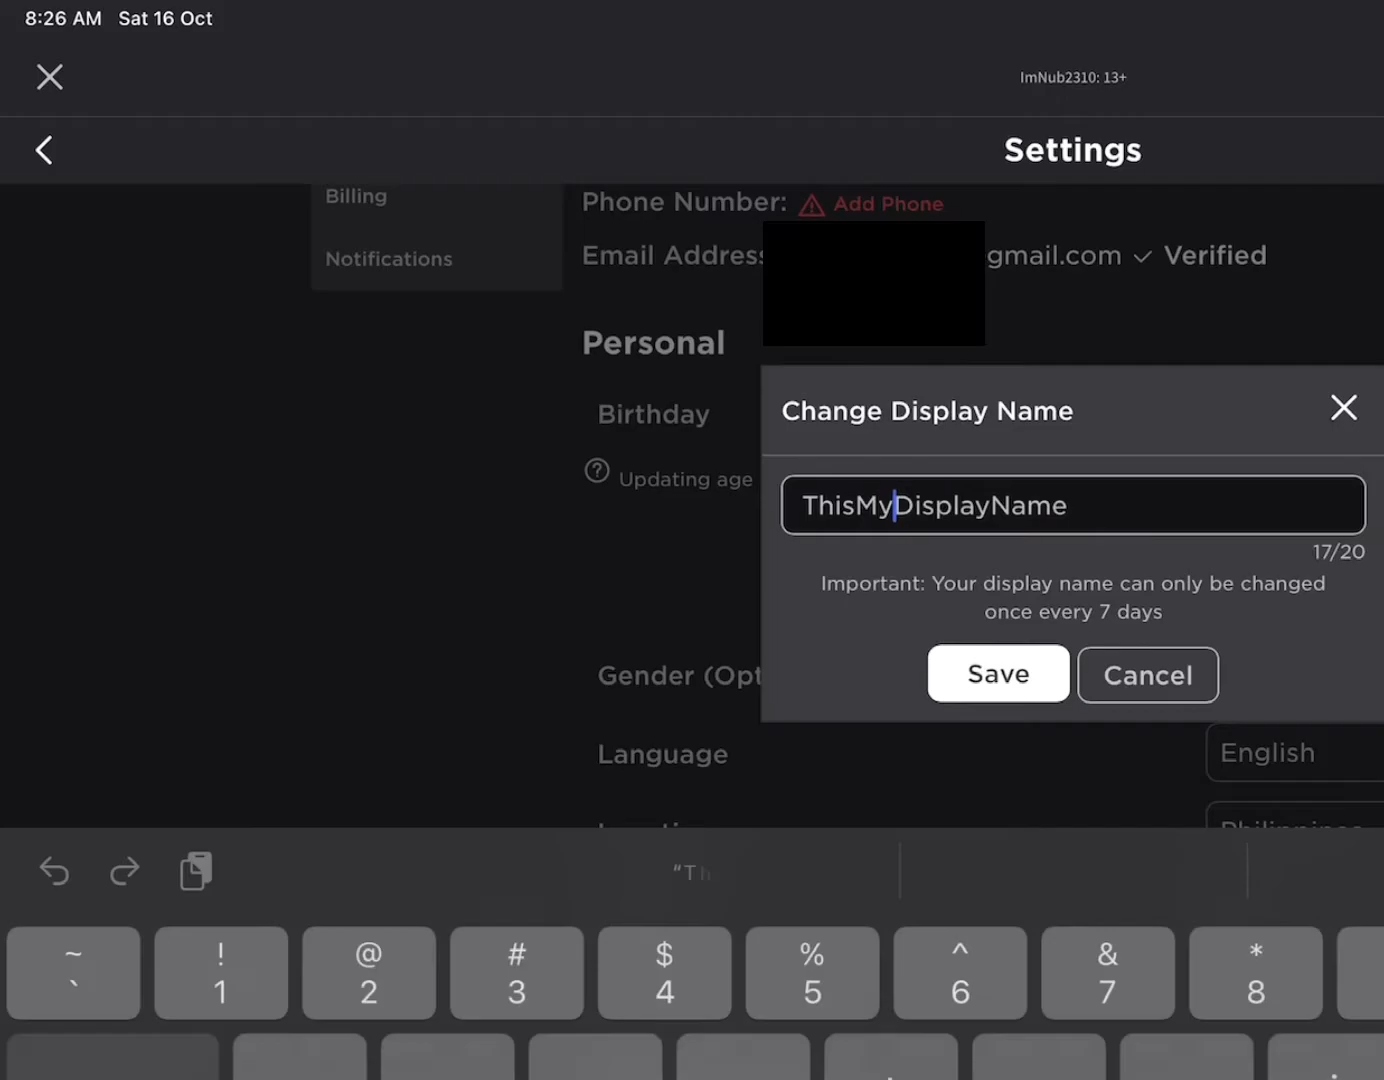 8:26 AM Sat 16 Oct
ImNub2310: 13+
Settings
Billing
Phone Number: Add Phone
Notifications
Email Address gmail.com ✓ Verified
Personal
Birthday
Change Display Name
Updating age
ThisMyDisplayName
17/20
Important: Your display name can only be changed
once every 7 days
Gender (Opt
Save Cancel
Language
English
"Th
~ ! @ # $ % ^ & *
` 1 2 3 4 5 6 7 8